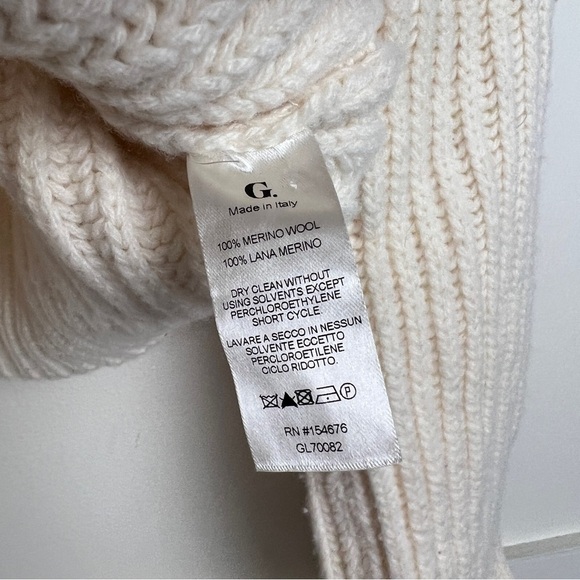 G.
Made in Italy
100% MERINO WOOL
100% LANA MERINO
DRY CLEAN WITHOUT
USING SOLVENTS EXCEPT
PERCHLOROETHYLENE
SHORT CYCLE.
LAVARE A SECCO IN NESSUN
SOLVENTE ECCETTO
PERCLOROETILENE
CICLO RIDOTTO.
P
RN #154676
GL70082